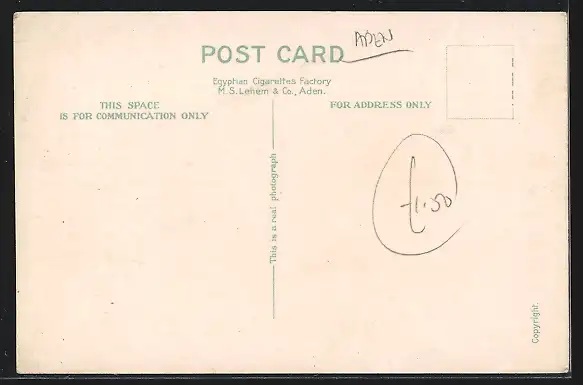 ADEN
POST CARD
Egyptian Cigarettes Factory
M. S. Lehem & Co., Aden.
THIS SPACE
IS FOR COMMUNICATION ONLY
FOR ADDRESS ONLY
This is a real photograph
£1.50
Copyright.